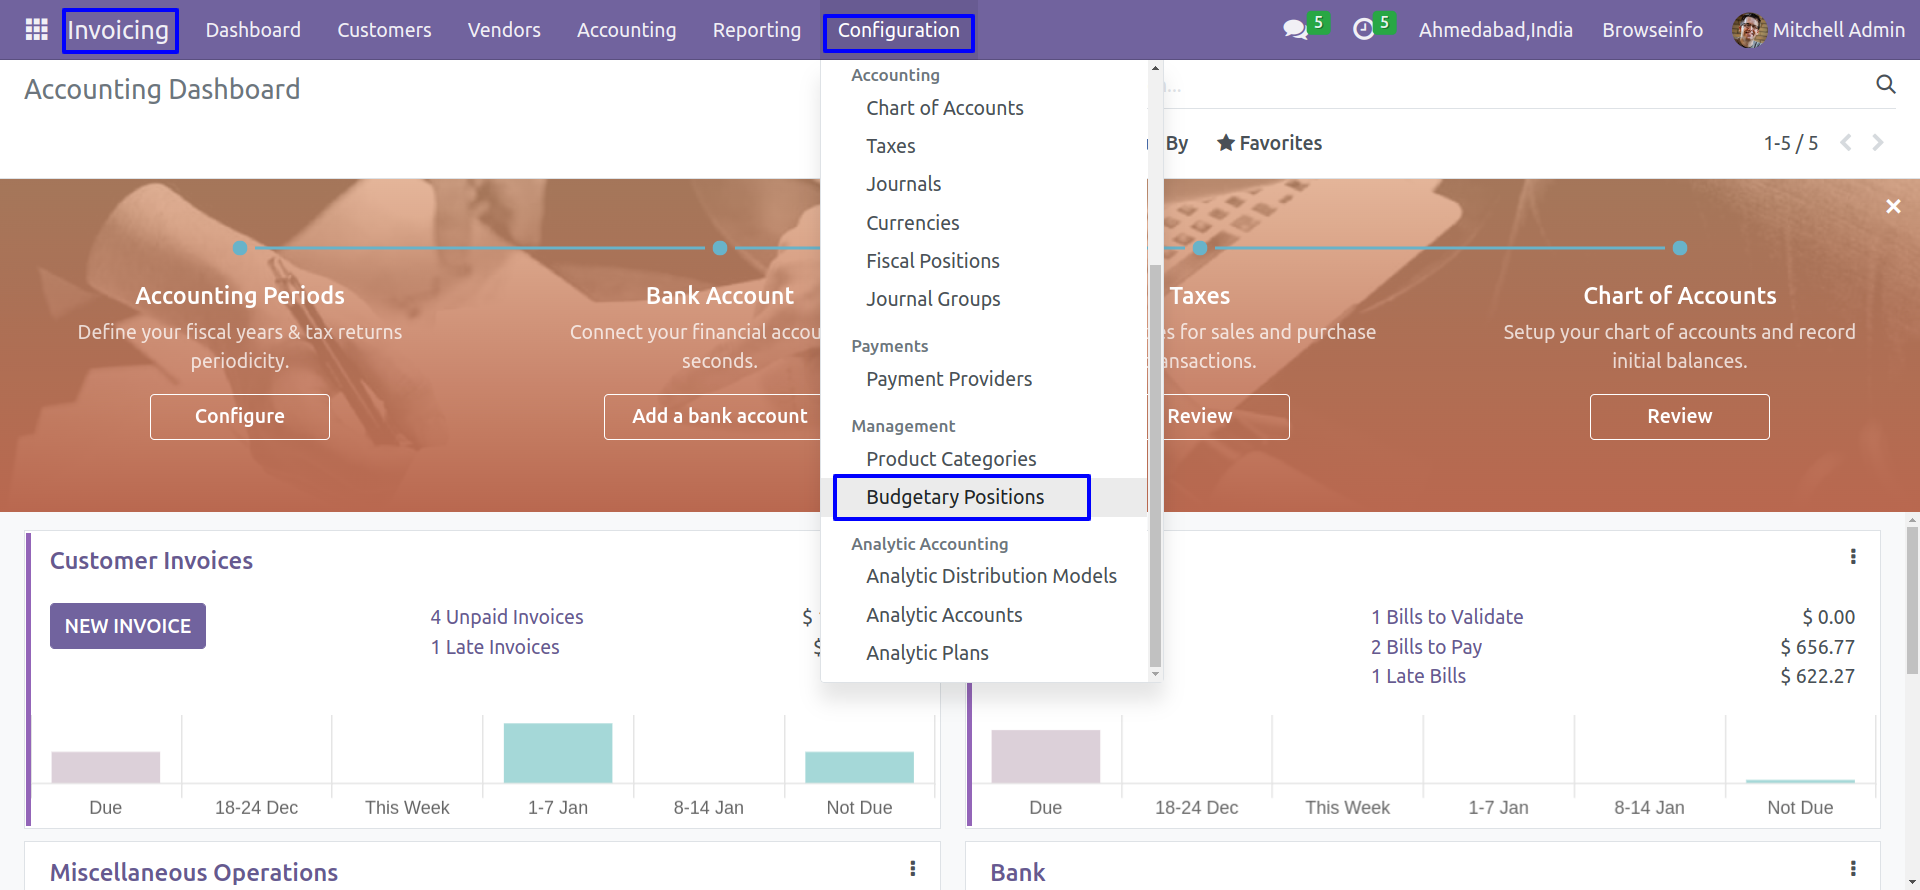 Invoicing Dashboard Customers Vendors Accounting Reporting Configuration 5 5 Ahmedabad,India Browseinfo Mitchell Admin
Accounting Dashboard
By Favorites 1-5 / 5
Accounting
Chart of Accounts
Taxes
Journals
Currencies
Fiscal Positions
Journal Groups
Payments
Payment Providers
Management
Product Categories
Budgetary Positions
Analytic Accounting
Analytic Distribution Models
Analytic Accounts
Analytic Plans
Accounting Periods
Define your fiscal years & tax returns
periodicity.
Configure
Bank Account
Connect your financial accou
seconds.
Add a bank account
Taxes
es for sales and purchase
ansactions.
Review
Chart of Accounts
Setup your chart of accounts and record
initial balances.
Review
Customer Invoices
NEW INVOICE
4 Unpaid Invoices $
1 Late Invoices $
Due 18-24 Dec This Week 1-7 Jan 8-14 Jan Not Due
1 Bills to Validate $ 0.00
2 Bills to Pay $ 656.77
1 Late Bills $ 622.27
Due 18-24 Dec This Week 1-7 Jan 8-14 Jan Not Due
Miscellaneous Operations
Bank